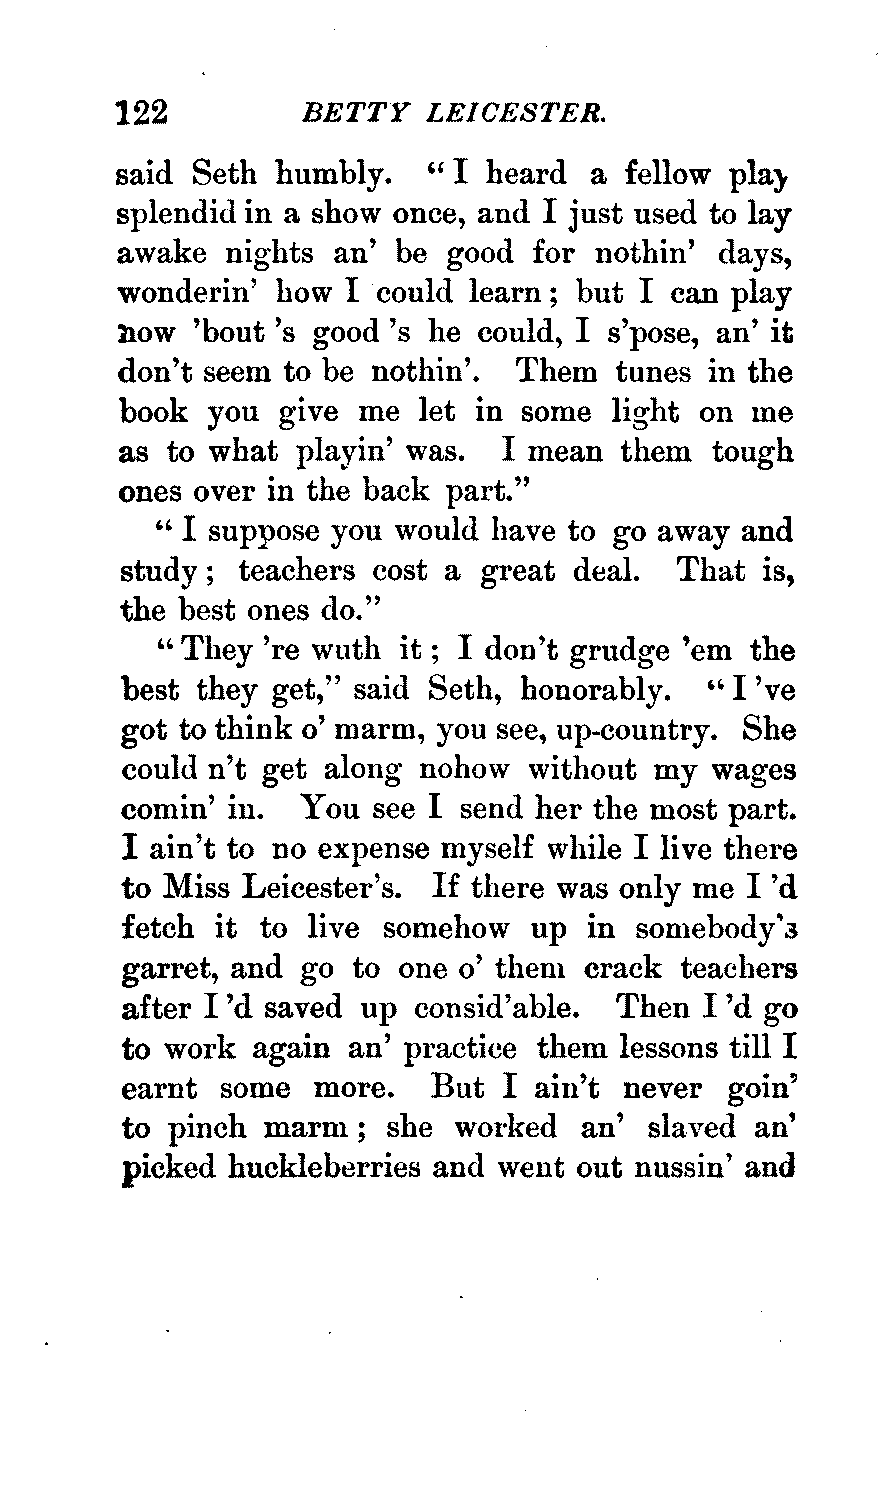 122 BETTY LEICESTER.
said Seth humbly. “ I heard a fellow play
splendid in a show once, and I just used to lay
awake nights an’ be good for nothin’ days,
wonderin’ how I could learn ; but I can play
now ’bout ’s good ’s he could, I s’pose, an’ it
don’t seem to be nothin’. Them tunes in the
book you give me let in some light on me
as to what playin’ was. I mean them tough
ones over in the back part.”
“ I suppose you would have to go away and
study ; teachers cost a great deal. That is,
the best ones do.”
“ They ’re wuth it ; I don’t grudge ’em the
best they get,” said Seth, honorably. “ I ’ve
got to think o’ marm, you see, up-country. She
could n’t get along nohow without my wages
comin’ in. You see I send her the most part.
I ain’t to no expense myself while I live there
to Miss Leicester’s. If there was only me I ’d
fetch it to live somehow up in somebody’s
garret, and go to one o’ them crack teachers
after I ’d saved up consid’able. Then I ’d go
to work again an’ practice them lessons till I
earnt some more. But I ain’t never goin’
to pinch marm ; she worked an’ slaved an’
picked huckleberries and went out nussin’ and